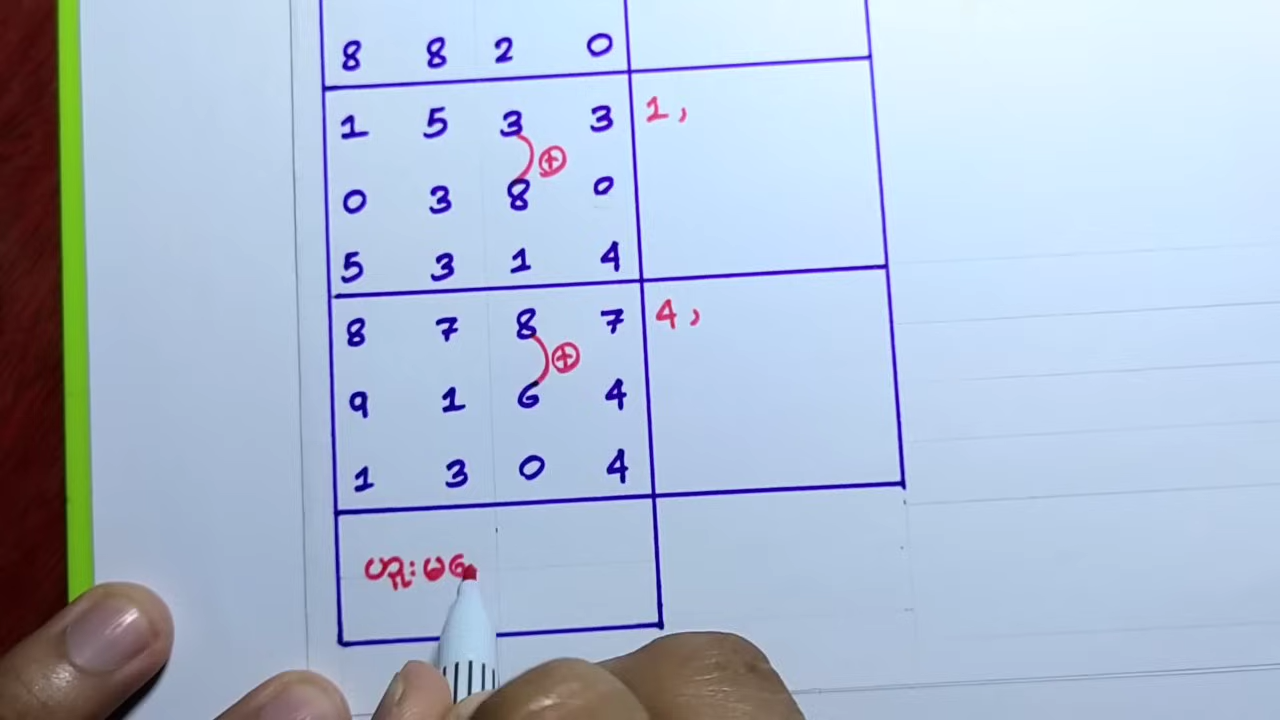 8 8 2 0
1 5 3 3 1,
+
0 3 8 0
5 3 1 4
8 7 8 7 4,
+
9 1 6 4
1 3 0 4